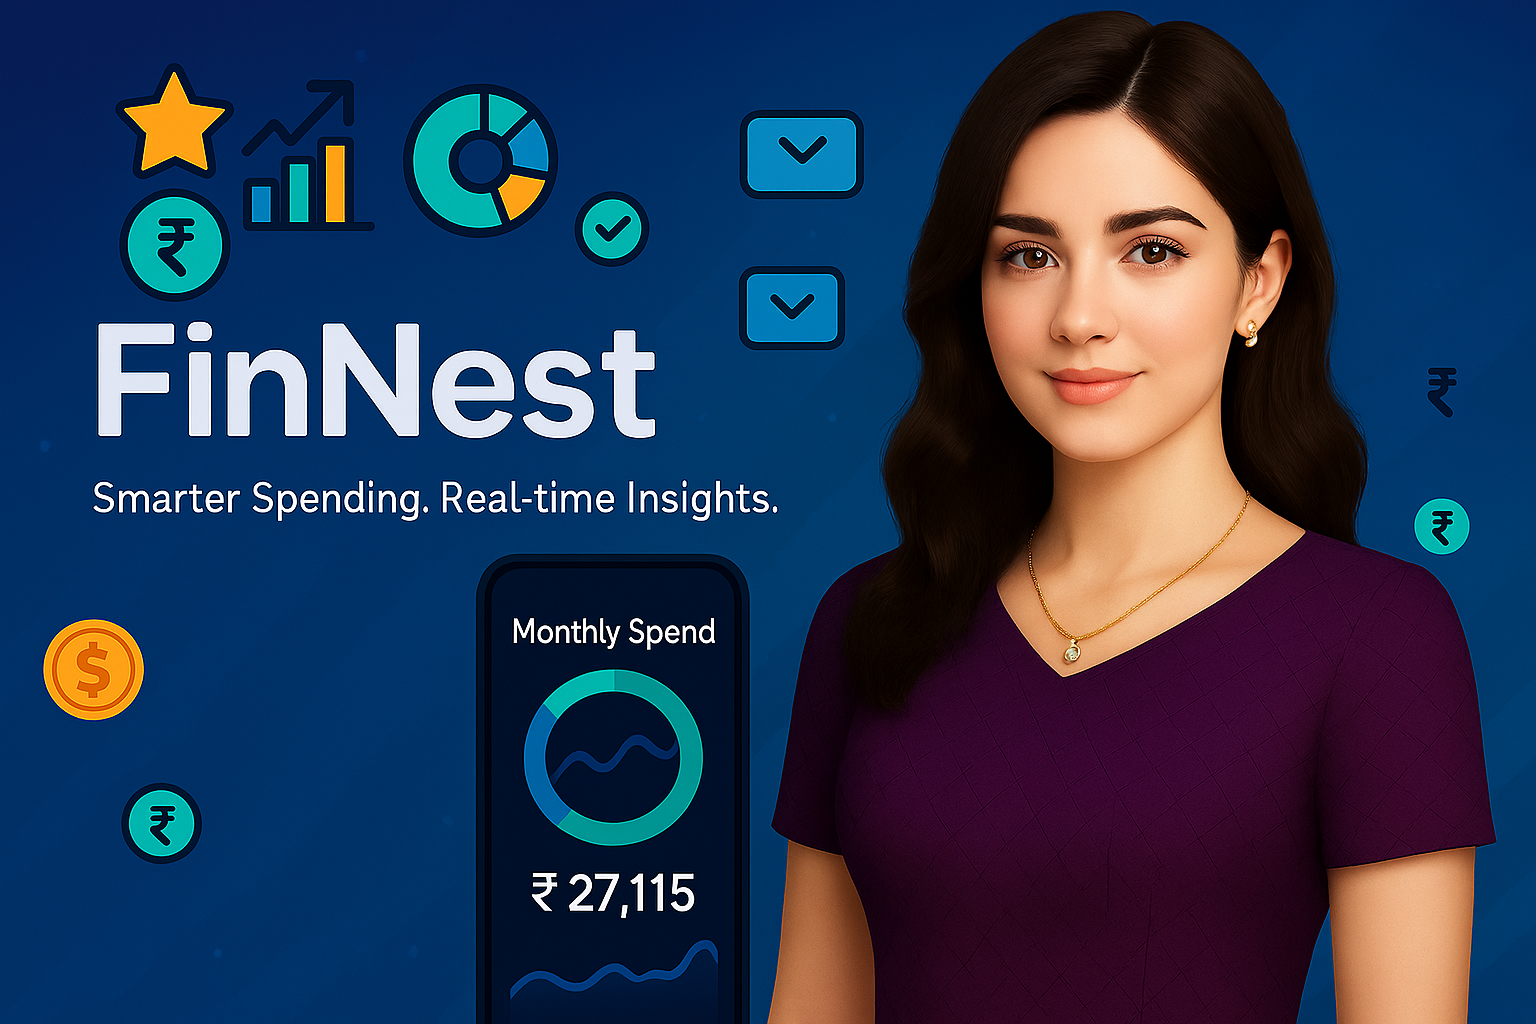 ₹
FinNest
Smarter Spending. Real-time Insights.
₹
₹
Monthly Spend
$
₹
₹ 27,115